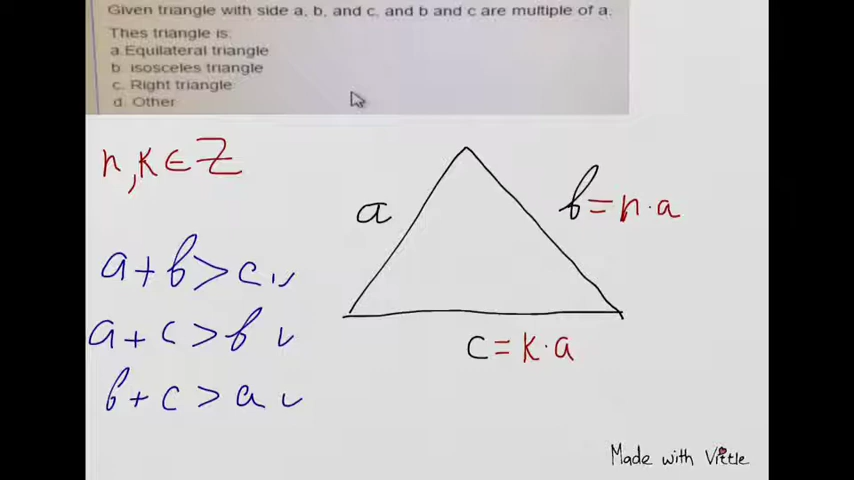 Given triangle with side a, b, and c, and b and c are multiple of a.
Thes triangle is:
a.Equilateral triangle
b. isosceles triangle
c. Right triangle
d. Other
n,k∈Z
a
b=n·a
a+b>c
a+c>b
c=k·a
b+c>a
Made with Vittle